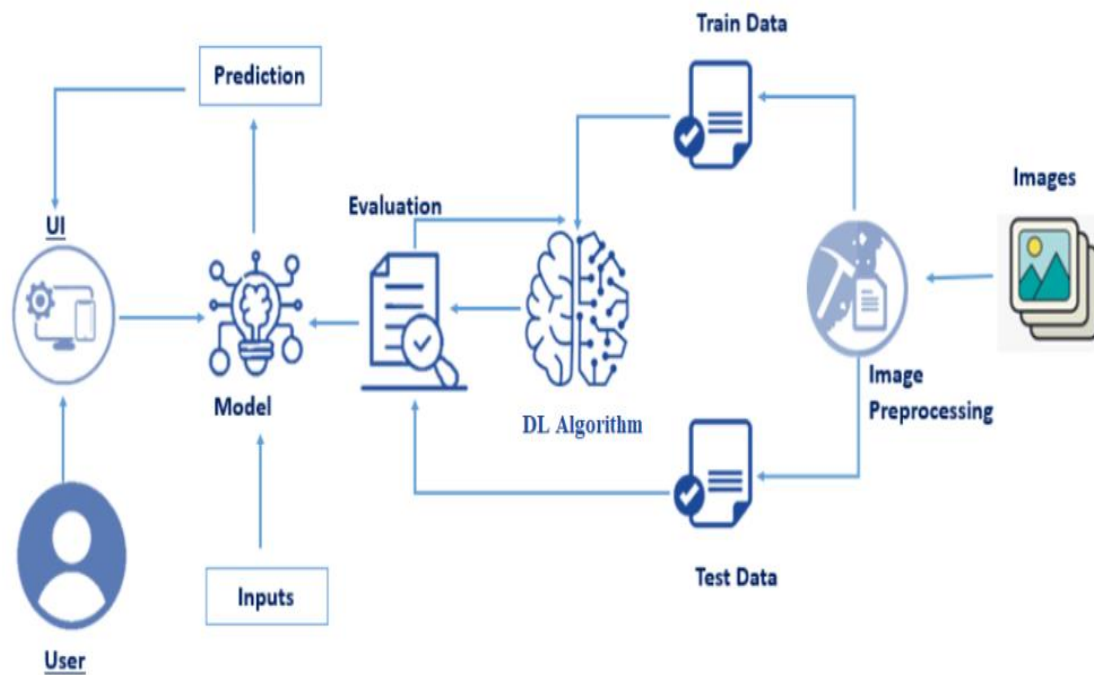 Train Data
Prediction
Images
Evaluation
UI
Model
Image
Preprocessing
DL Algorithm
Test Data
Inputs
User